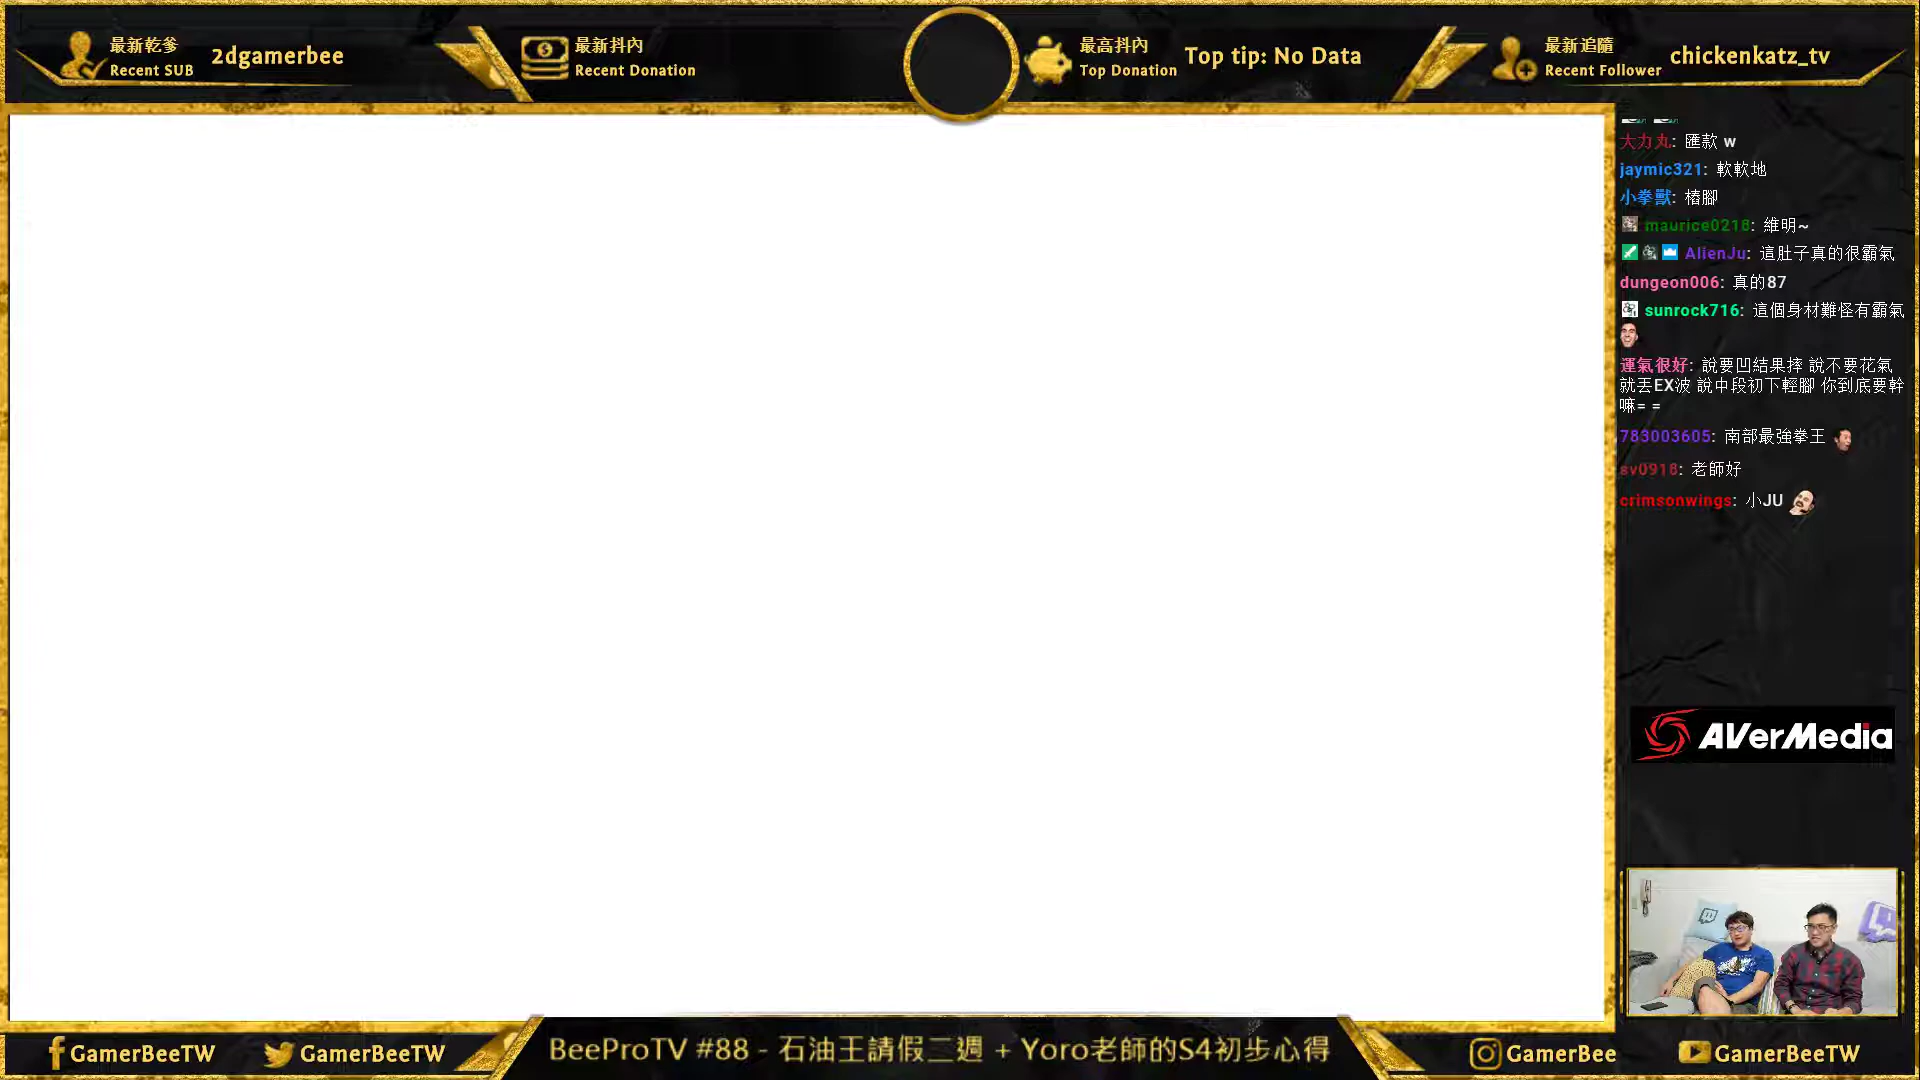 最新乾爹
Recent SUB
2dgamerbee
最新抖內
Recent Donation
最高抖內
Top Donation
Top tip: No Data
最新追隨
Recent Follower
chickenkatz_tv
大力丸: 匯款 w
jaymic321: 軟軟地
小拳獸: 樁腳
maurice0218: 維明~
AlienJu: 這肚子真的很霸氣
dungeon006: 真的87
sunrock716: 這個身材難怪有霸氣
運氣很好: 說要凹結果摔 說不要花氣
就丟EX波 說中段初下輕腳 你到底要幹
嘛= =
783003605: 南部最強拳王
sv0918: 老師好
crimsonwings: 小JU
AVerMedia
GamerBeeTW
GamerBeeTW
BeeProTV #88 - 石油王請假二週 + Yoro老師的S4初步心得
GamerBee
GamerBeeTW